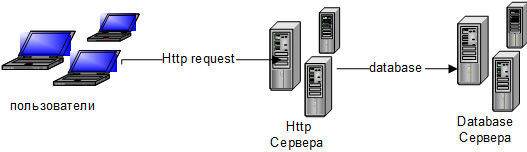 Http request
database
пользователи
Http
Сервера
Database
Сервера